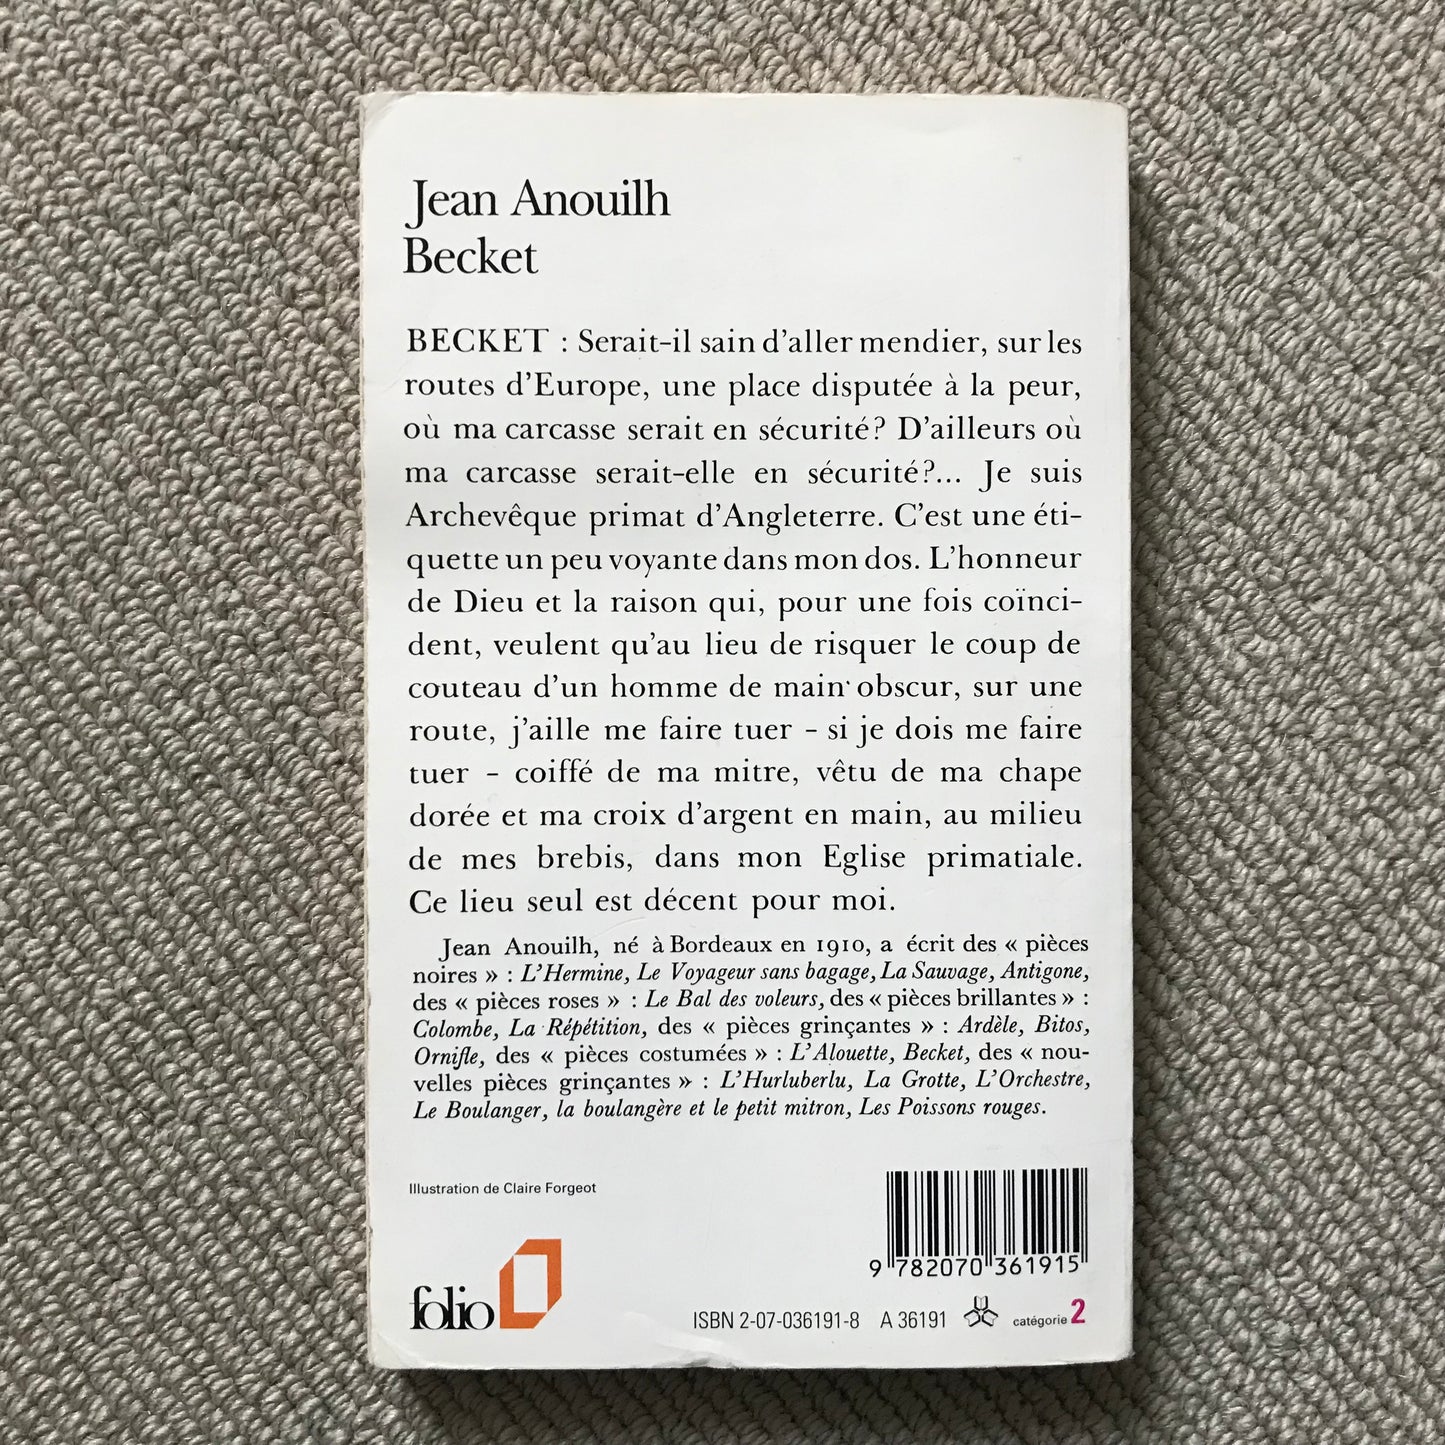 Jean Anouilh
Becket
BECKET : Serait-il sain d'aller mendier, sur les
routes d'Europe, une place disputée à la peur,
où ma carcasse serait en sécurité? D'ailleurs où
ma carcasse serait-elle en sécurité?... Je suis
Archevêque primat d'Angleterre. C'est une éti-
quette un peu voyante dans mon dos. L'honneur
de Dieu et la raison qui, pour une fois coïnci-
dent, veulent qu'au lieu de risquer le coup de
couteau d'un homme de main obscur, sur une
route, j'aille me faire tuer - si je dois me faire
tuer - coiffé de ma mitre, vêtu de ma chape
dorée et ma croix d'argent en main, au milieu
de mes brebis, dans mon Eglise primatiale.
Ce lieu seul est décent pour moi.
Jean Anouilh, né à Bordeaux en 1910, a écrit des « pièces
noires » : L'Hermine, Le Voyageur sans bagage, La Sauvage, Antigone,
des « pièces roses » : Le Bal des voleurs, des « pièces brillantes » :
Colombe, La Répétition, des « pièces grinçantes » : Ardèle, Bitos,
Ornifle, des « pièces costumées » : L'Alouette, Becket, des « nou-
velles pièces grinçantes » : L'Hurluberlu, La Grotte, L'Orchestre,
Le Boulanger, la boulangère et le petit mitron, Les Poissons rouges.
Illustration de Claire Forgeot
9 782070 361915
folio
ISBN 2-07-036191-8 A 36191 catégorie 2